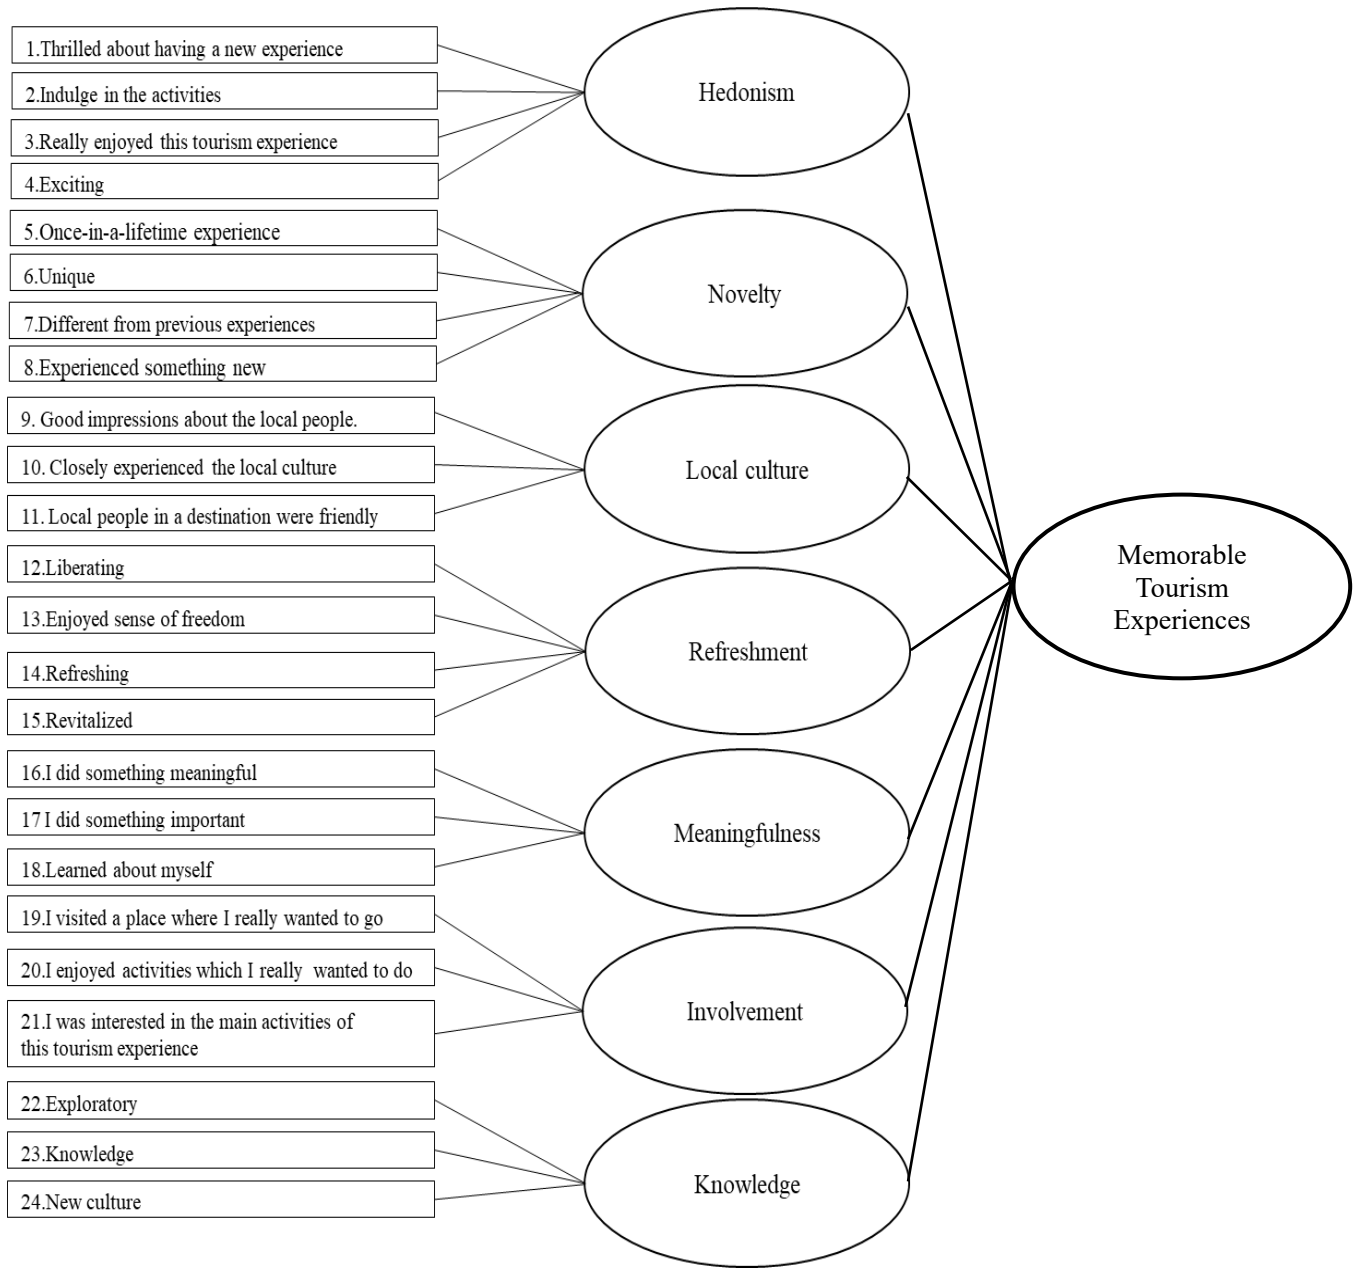 1.Thrilled about having a new experience
2.Indulge in the activities
3.Really enjoyed this tourism experience
4.Exciting
Hedonism
5.Once-in-a-lifetime experience
6.Unique
7.Different from previous experiences
8.Experienced something new
Novelty
9. Good impressions about the local people.
10. Closely experienced the local culture
11. Local people in a destination were friendly
Local culture
12.Liberating
13.Enjoyed sense of freedom
14.Refreshing
15.Revitalized
Refreshment
16.I did something meaningful
17 I did something important
18.Learned about myself
Meaningfulness
19.I visited a place where I really wanted to go
20.I enjoyed activities which I really wanted to do
21.I was interested in the main activities of
this tourism experience
Involvement
22.Exploratory
23.Knowledge
24.New culture
Knowledge
Memorable
Tourism
Experiences